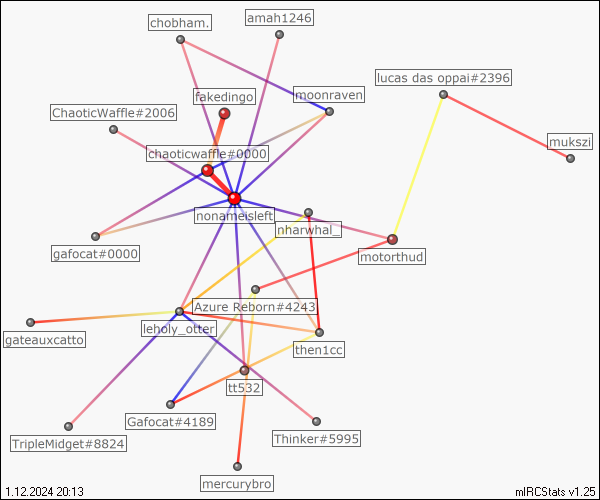 amah1246
chobham.
lucas das oppai#2396
fakedingo
moonraven
ChaoticWaffle#2006
mukszi
chaoticwaffle#0000
nonameisleft
nharwhal_
gafocat#0000
motorthud
Azure Reborn#4243
leholy_otter
gateauxcatto
then1cc
tt532
Gafocat#4189
Thinker#5995
TripleMidget#8824
mercurybro
1.12.2024 20:13
mIRCStats v1.25